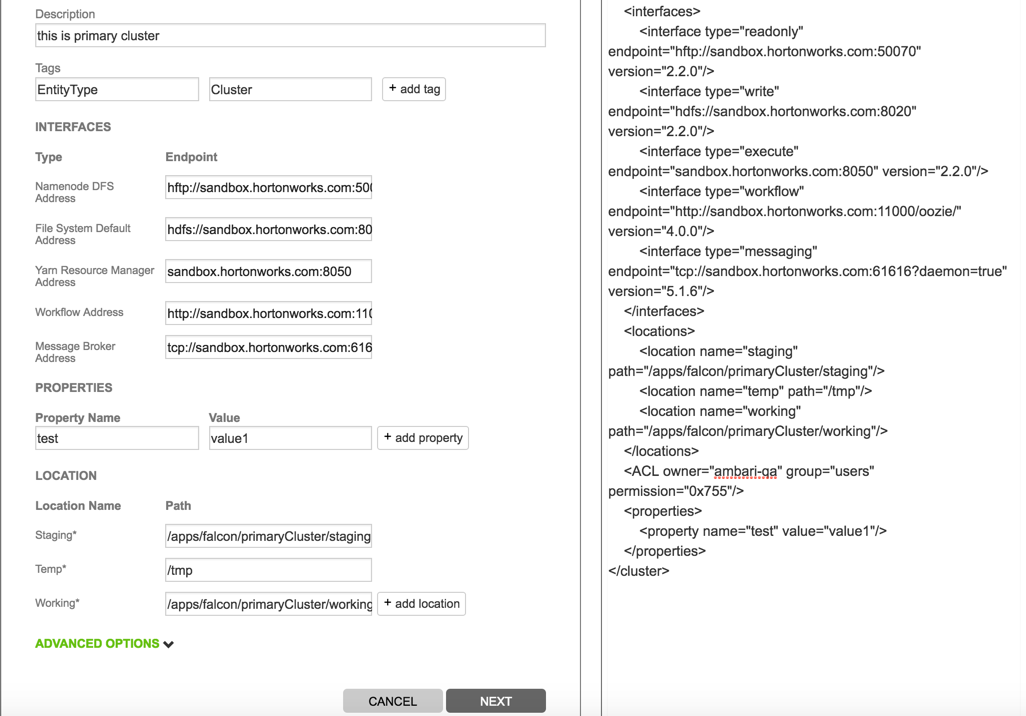 Description
this is primary cluster
Tags
EntityType Cluster + add tag
INTERFACES
Type Endpoint
Namenode DFS
Address
hftp://sandbox.hortonworks.com:500
File System Default
Address
hdfs://sandbox.hortonworks.com:80
Yarn Resource Manager
Address
sandbox.hortonworks.com:8050
Workflow Address http://sandbox.hortonworks.com:110
Message Broker
Address
tcp://sandbox.hortonworks.com:616
PROPERTIES
Property Name Value
test value1 + add property
LOCATION
Location Name Path
Staging* /apps/falcon/primaryCluster/staging
Temp* /tmp
Working* /apps/falcon/primaryCluster/working + add location
ADVANCED OPTIONS
CANCEL NEXT
<interfaces>
<interface type="readonly"
endpoint="hftp://sandbox.hortonworks.com:50070"
version="2.2.0"/>
<interface type="write"
endpoint="hdfs://sandbox.hortonworks.com:8020"
version="2.2.0"/>
<interface type="execute"
endpoint="sandbox.hortonworks.com:8050" version="2.2.0"/>
<interface type="workflow"
endpoint="http://sandbox.hortonworks.com:11000/oozie/"
version="4.0.0"/>
<interface type="messaging"
endpoint="tcp://sandbox.hortonworks.com:61616?daemon=true"
version="5.1.6"/>
</interfaces>
<locations>
<location name="staging"
path="/apps/falcon/primaryCluster/staging"/>
<location name="temp" path="/tmp"/>
<location name="working"
path="/apps/falcon/primaryCluster/working"/>
</locations>
<ACL owner="ambari-qa" group="users"
permission="0x755"/>
<properties>
<property name="test" value="value1"/>
</properties>
</cluster>